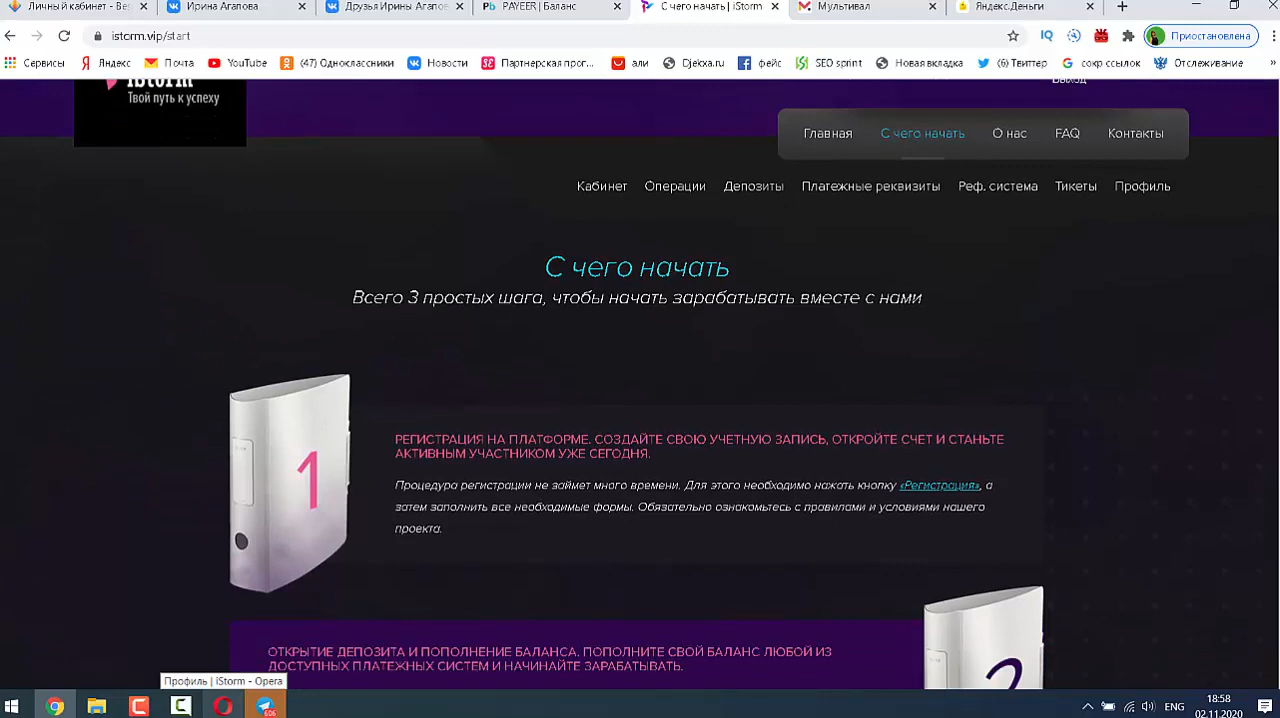 Личный кабинет - Вер
Ирина Агапова
Друзья Ирины Агапов
PAYEER | Баланс
С чего начать | iStorm
Мультивал
Яндекс.Деньги
istorm.vip/start
Приостановлена
Сервисы
Яндекс
Почта
YouTube
(47) Одноклассники
Новости
Партнерская прог...
али
Djekxa.ru
фейс
SEO sprint
Новая вкладка
(6) Твиттер
сокр ссылок
Отслеживание
iStorm
Твой путь к успеху
Выход
Главная
С чего начать
О нас
FAQ
Контакты
Кабинет
Операции
Депозиты
Платежные реквизиты
Реф. система
Тикеты
Профиль
С чего начать
Всего 3 простых шага, чтобы начать зарабатывать вместе с нами
1
РЕГИСТРАЦИЯ НА ПЛАТФОРМЕ. СОЗДАЙТЕ СВОЮ УЧЕТНУЮ ЗАПИСЬ, ОТКРОЙТЕ СЧЕТ И СТАНЬТЕ
АКТИВНЫМ УЧАСТНИКОМ УЖЕ СЕГОДНЯ.
Процедура регистрации не займет много времени. Для этого необходимо нажать кнопку «Регистрация», а
затем заполнить все необходимые формы. Обязательно ознакомьтесь с правилами и условиями нашего
проекта.
ОТКРЫТИЕ ДЕПОЗИТА И ПОПОЛНЕНИЕ БАЛАНСА. ПОПОЛНИТЕ СВОЙ БАЛАНС ЛЮБОЙ ИЗ
ДОСТУПНЫХ ПЛАТЕЖНЫХ СИСТЕМ И НАЧИНАЙТЕ ЗАРАБАТЫВАТЬ.
2
Профиль | iStorm - Opera
606
ENG
18:58
02.11.2020